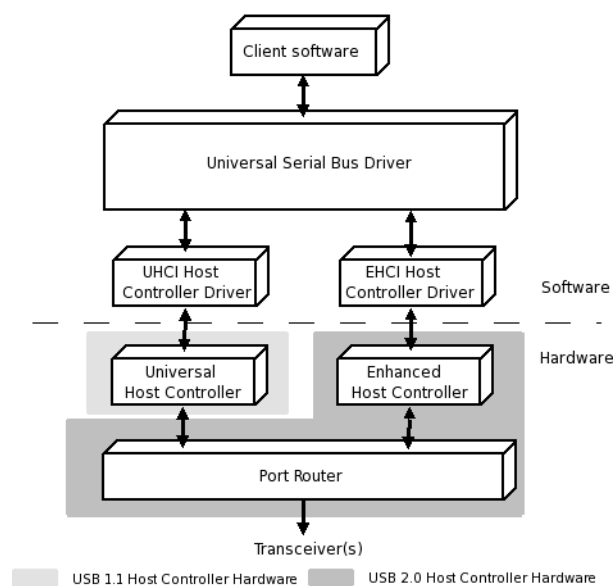 Client software
Universal Serial Bus Driver
UHCI Host
Controller Driver
EHCI Host
Controller Driver
Software
Hardware
Universal
Host Controller
Enhanced
Host Controller
Port Router
Transceiver(s)
USB 1.1 Host Controller Hardware
USB 2.0 Host Controller Hardware